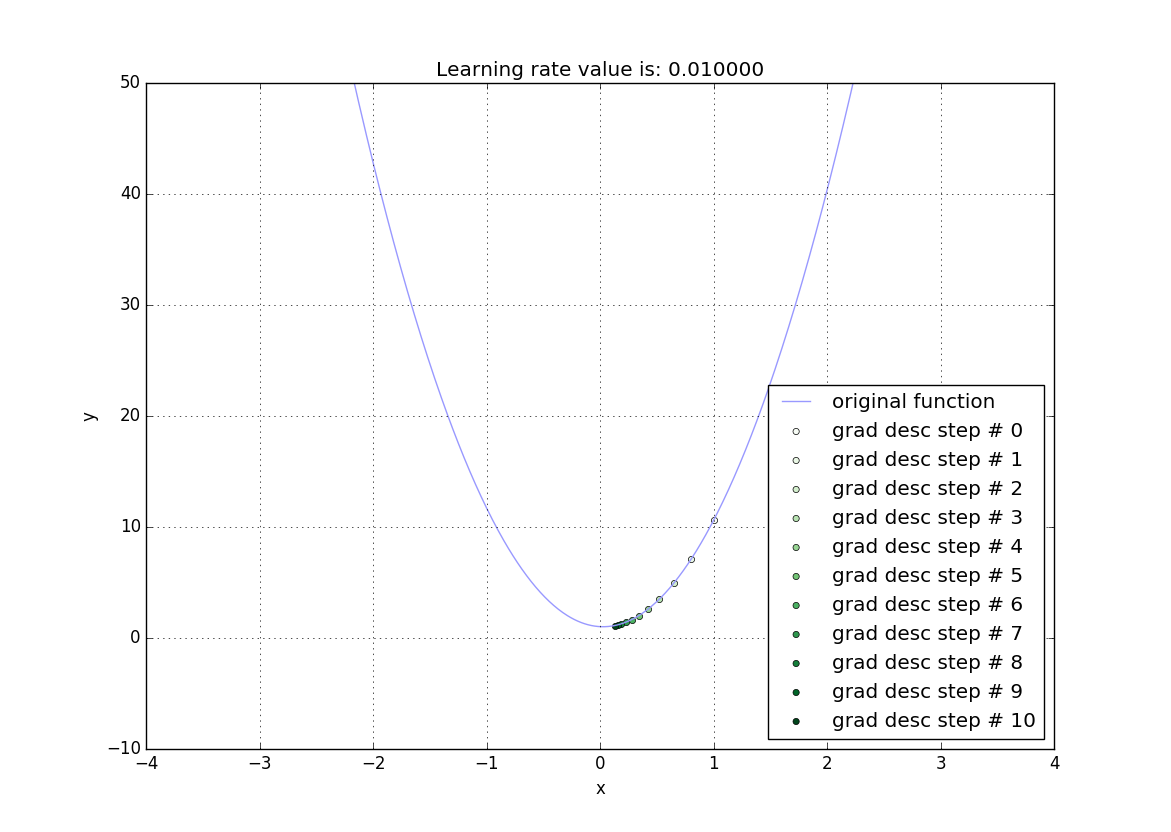 Learning rate value is: 0.010000
50
40
30
20
10
0
−10
y
−4 −3 −2 −1 0 1 2 3 4
x
original function
grad desc step # 0
grad desc step # 1
grad desc step # 2
grad desc step # 3
grad desc step # 4
grad desc step # 5
grad desc step # 6
grad desc step # 7
grad desc step # 8
grad desc step # 9
grad desc step # 10